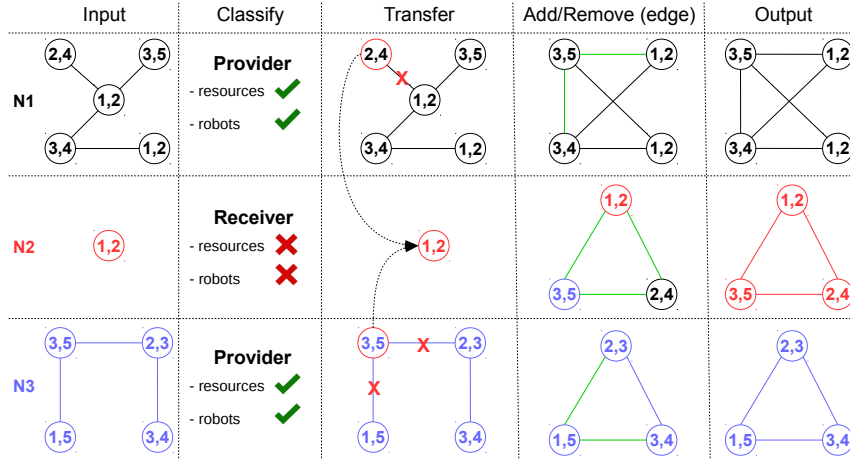 Input Classify Transfer Add/Remove (edge) Output
N1
2,4 3,5
1,2
3,4 1,2
Provider
- resources
- robots
2,4 3,5
X
1,2
3,4 1,2
3,5 1,2
3,4 1,2
3,5 1,2
3,4 1,2
N2
1,2
Receiver
- resources
- robots
1,2
1,2
3,5 2,4
1,2
3,5 2,4
N3
3,5 2,3
1,5 3,4
Provider
- resources
- robots
3,5 X 2,3
X
1,5 3,4
2,3
1,5 3,4
2,3
1,5 3,4